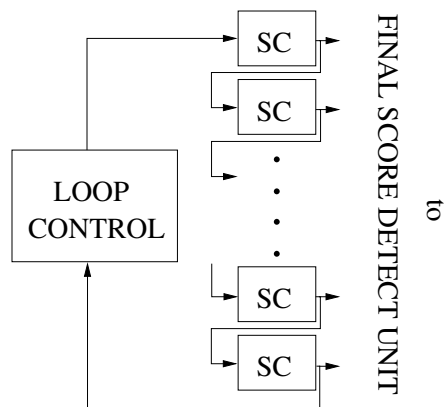 SC
SC
LOOP
CONTROL
SC
SC
to
FINAL SCORE DETECT UNIT